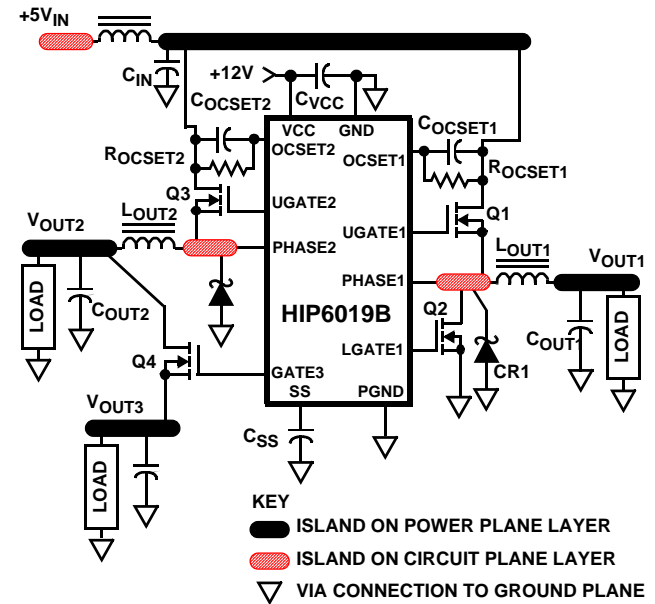 +5VIN
CIN
+12V
CVCC
COCSET2
VCC
GND
COCSET1
OCSET2
ROCSET2
OCSET1
ROCSET1
Q3
UGATE2
Q1
UGATE1
VOUT2
LOUT2
PHASE2
LOUT1
VOUT1
PHASE1
LOAD
COUT2
HIP6019B
Q2
LOAD
COUT1
Q4
LGATE1
CR1
GATE3
VOUT3
SS
PGND
LOAD
CSS
KEY
ISLAND ON POWER PLANE LAYER
ISLAND ON CIRCUIT PLANE LAYER
VIA CONNECTION TO GROUND PLANE